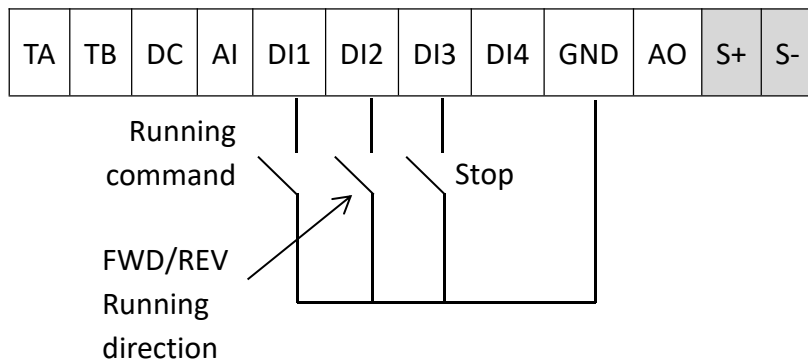 TA TB DC AI DI1 DI2 DI3 DI4 GND AO S+ S-
Running
command
Stop
FWD/REV
Running
direction